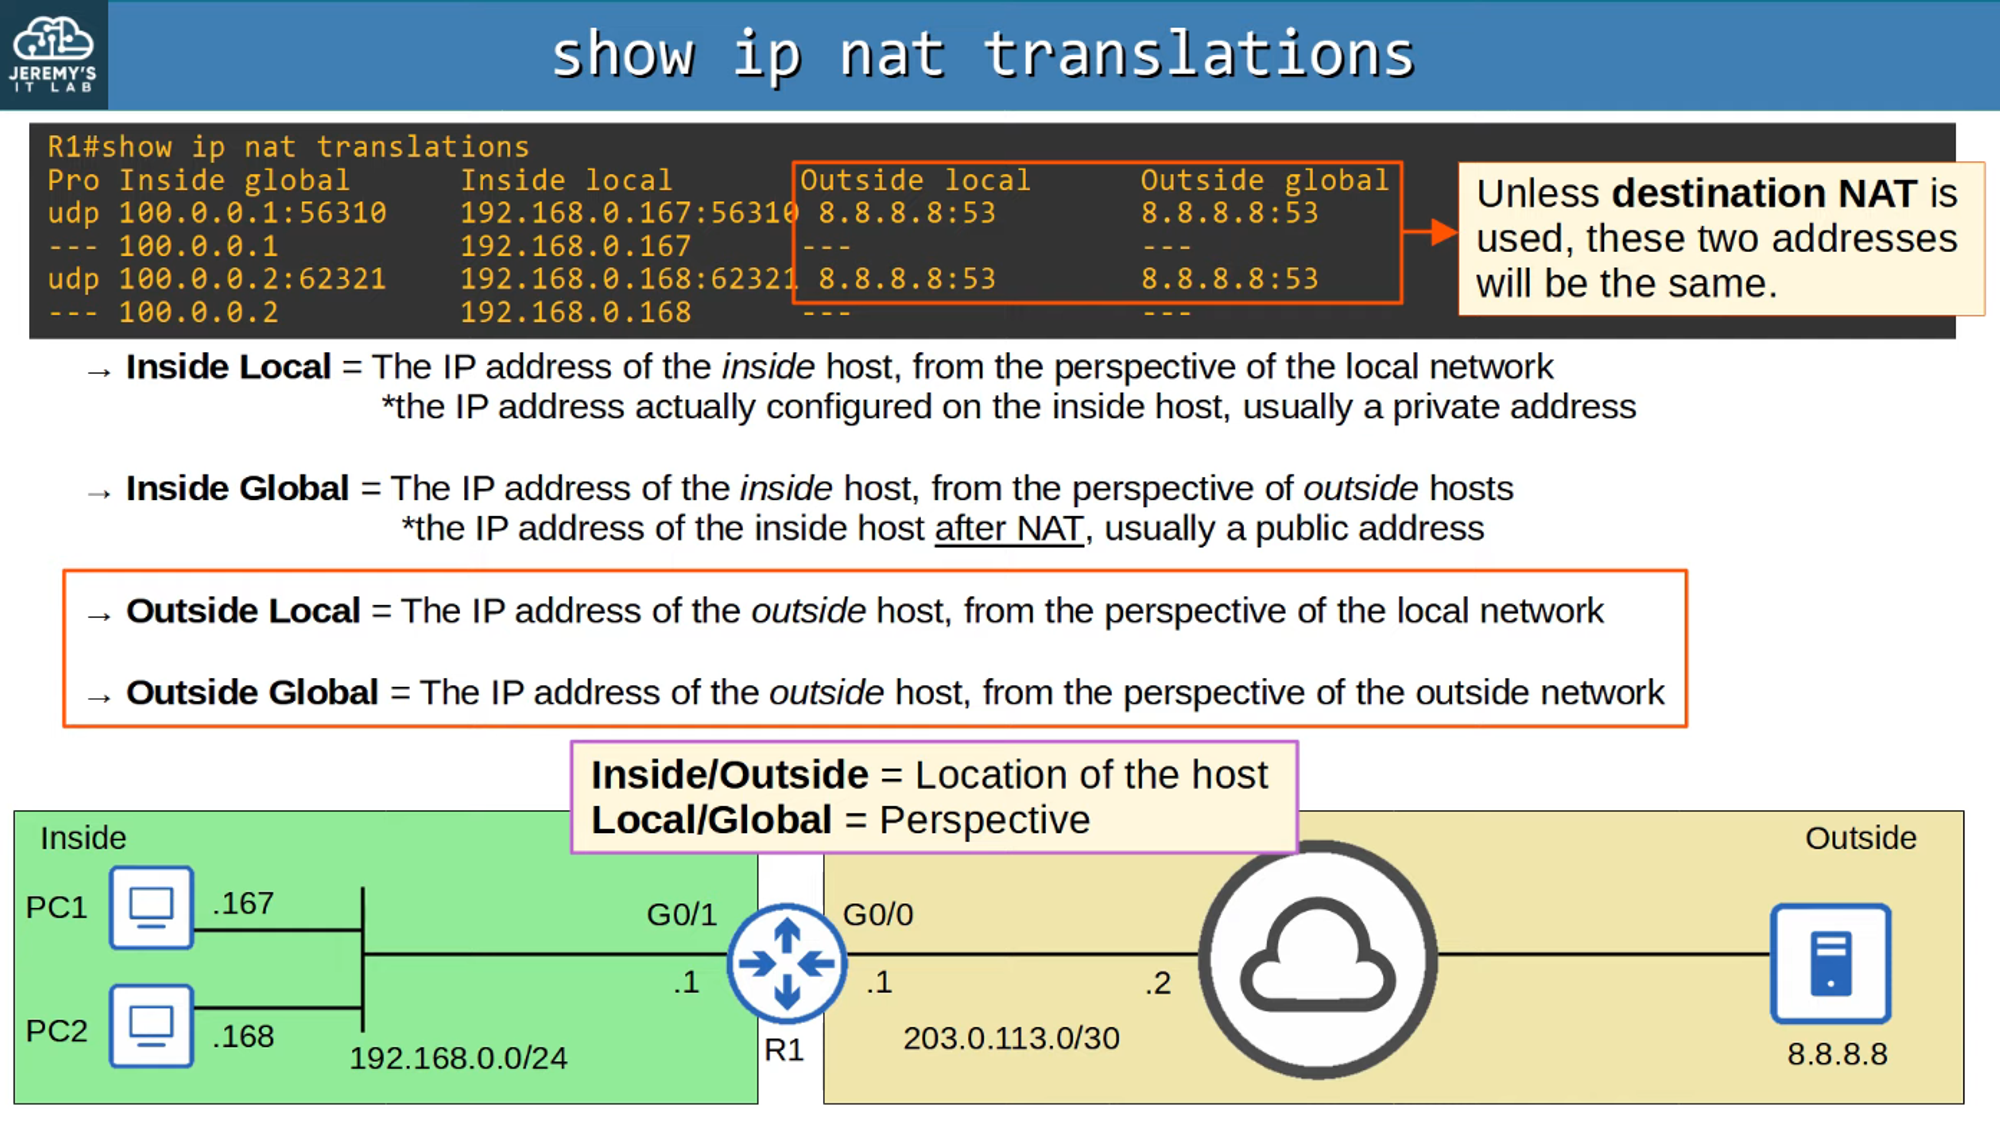 JEREMY'S
IT LAB
show ip nat translations
R1#show ip nat translations
Pro Inside global Inside local Outside local Outside global
udp 100.0.0.1:56310 192.168.0.167:56310 8.8.8.8:53 8.8.8.8:53
--- 100.0.0.1 192.168.0.167 --- ---
udp 100.0.0.2:62321 192.168.0.168:62321 8.8.8.8:53 8.8.8.8:53
--- 100.0.0.2 192.168.0.168 --- ---
Unless destination NAT is
used, these two addresses
will be the same.
→ Inside Local = The IP address of the inside host, from the perspective of the local network
*the IP address actually configured on the inside host, usually a private address
→ Inside Global = The IP address of the inside host, from the perspective of outside hosts
*the IP address of the inside host after NAT, usually a public address
→ Outside Local = The IP address of the outside host, from the perspective of the local network
→ Outside Global = The IP address of the outside host, from the perspective of the outside network
Inside/Outside = Location of the host
Local/Global = Perspective
Inside
Outside
PC1
.167
G0/1
G0/0
.1
.1
.2
PC2
.168
192.168.0.0/24
R1
203.0.113.0/30
8.8.8.8